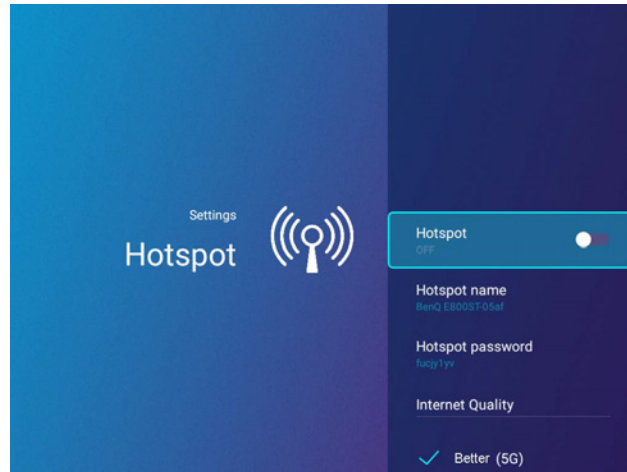 Settings
Hotspot
Hotspot
OFF
Hotspot name
BenQ E800ST-05af
Hotspot password
fucjy1yv
Internet Quality
Better (5G)